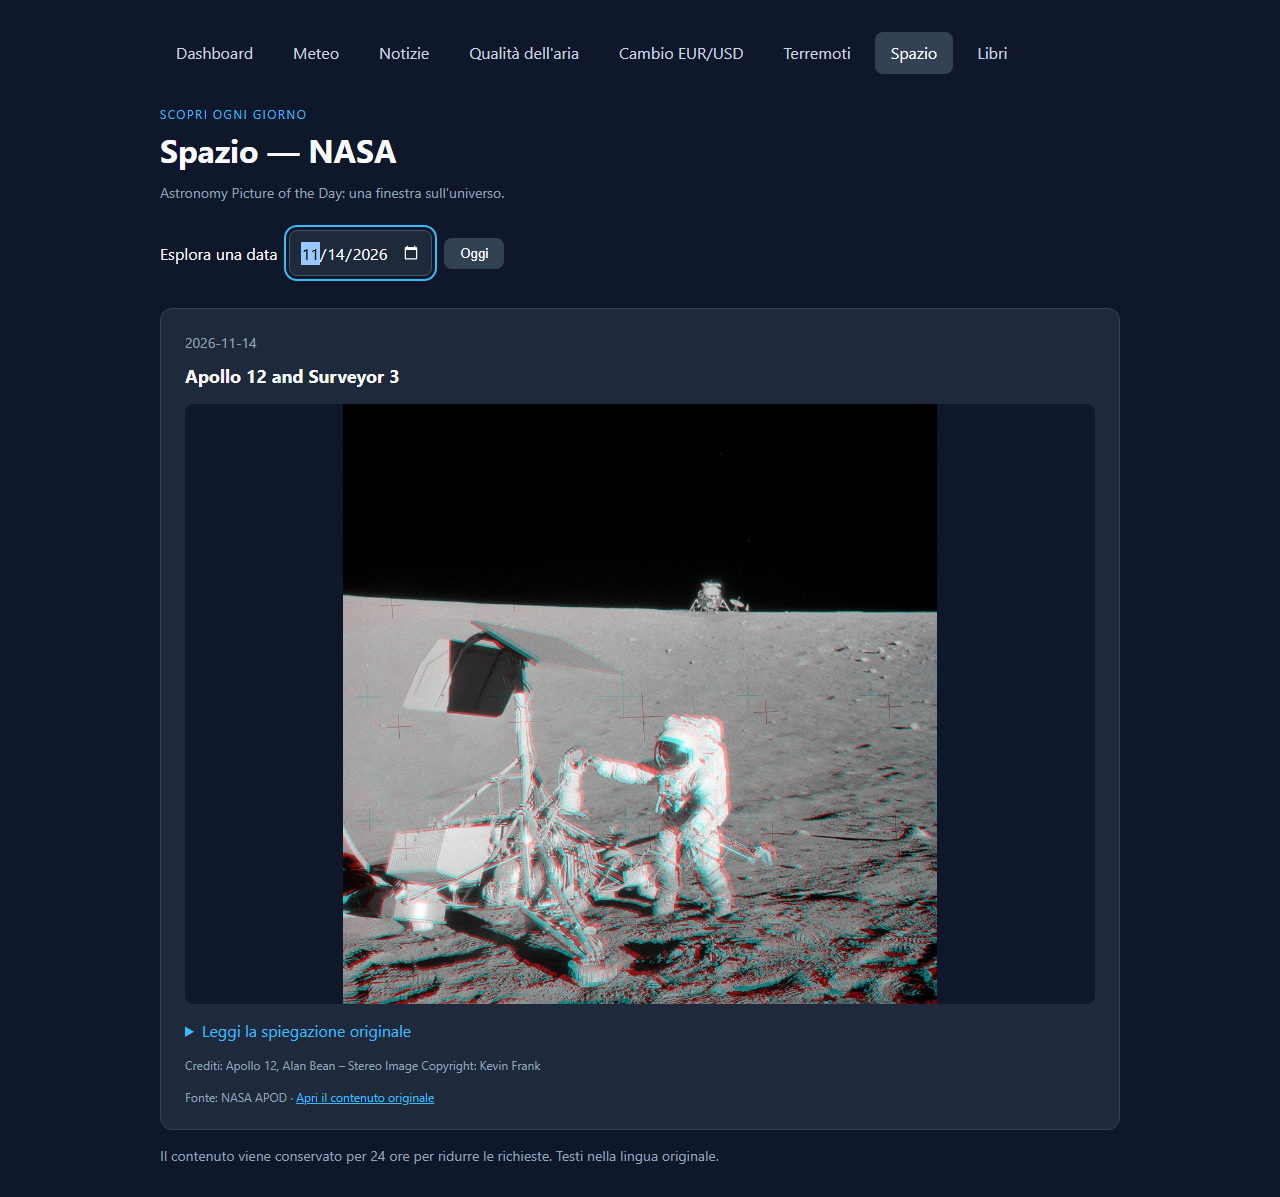 Dashboard Meteo Notizie Qualità dell'aria Cambio EUR/USD Terremoti Spazio Libri
SCOPRI OGNI GIORNO
Spazio — NASA
Astronomy Picture of the Day: una finestra sull'universo.
Esplora una data 11/14/2026 Oggi
2026-11-14
Apollo 12 and Surveyor 3
Leggi la spiegazione originale
Crediti: Apollo 12, Alan Bean – Stereo Image Copyright: Kevin Frank
Fonte: NASA APOD · Apri il contenuto originale
Il contenuto viene conservato per 24 ore per ridurre le richieste. Testi nella lingua originale.